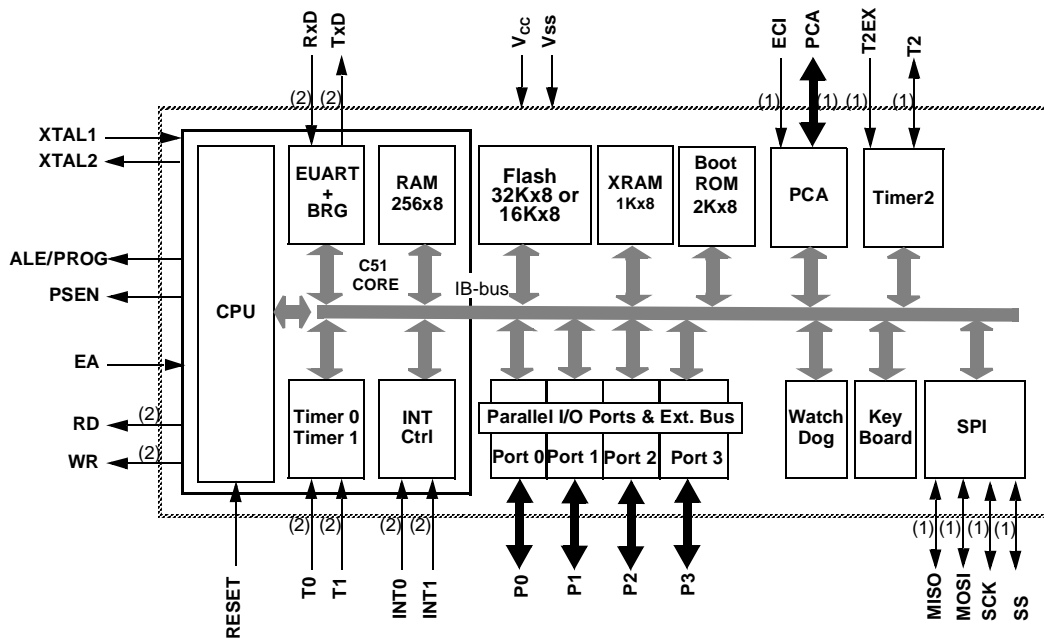 RxD
TxD
VCC
Vss
ECI
PCA
T2EX
T2
(2)
(2)
(1)
(1)
(1)
(1)
XTAL1
XTAL2
ALE/PROG
PSEN
EA
RD
(2)
WR
(2)
CPU
EUART
+
BRG
RAM
256x8
C51
CORE
Flash
32Kx8 or
16Kx8
XRAM
1Kx8
Boot
ROM
2Kx8
PCA
Timer2
IB-bus
Timer 0
Timer 1
INT
Ctrl
Parallel I/O Ports & Ext. Bus
Port 0
Port 1
Port 2
Port 3
Watch
Dog
Key
Board
SPI
(2)
(2)
(2)
(2)
(1)
(1)
(1)
(1)
RESET
T0
T1
INT0
INT1
P0
P1
P2
P3
MISO
MOSI
SCK
SS